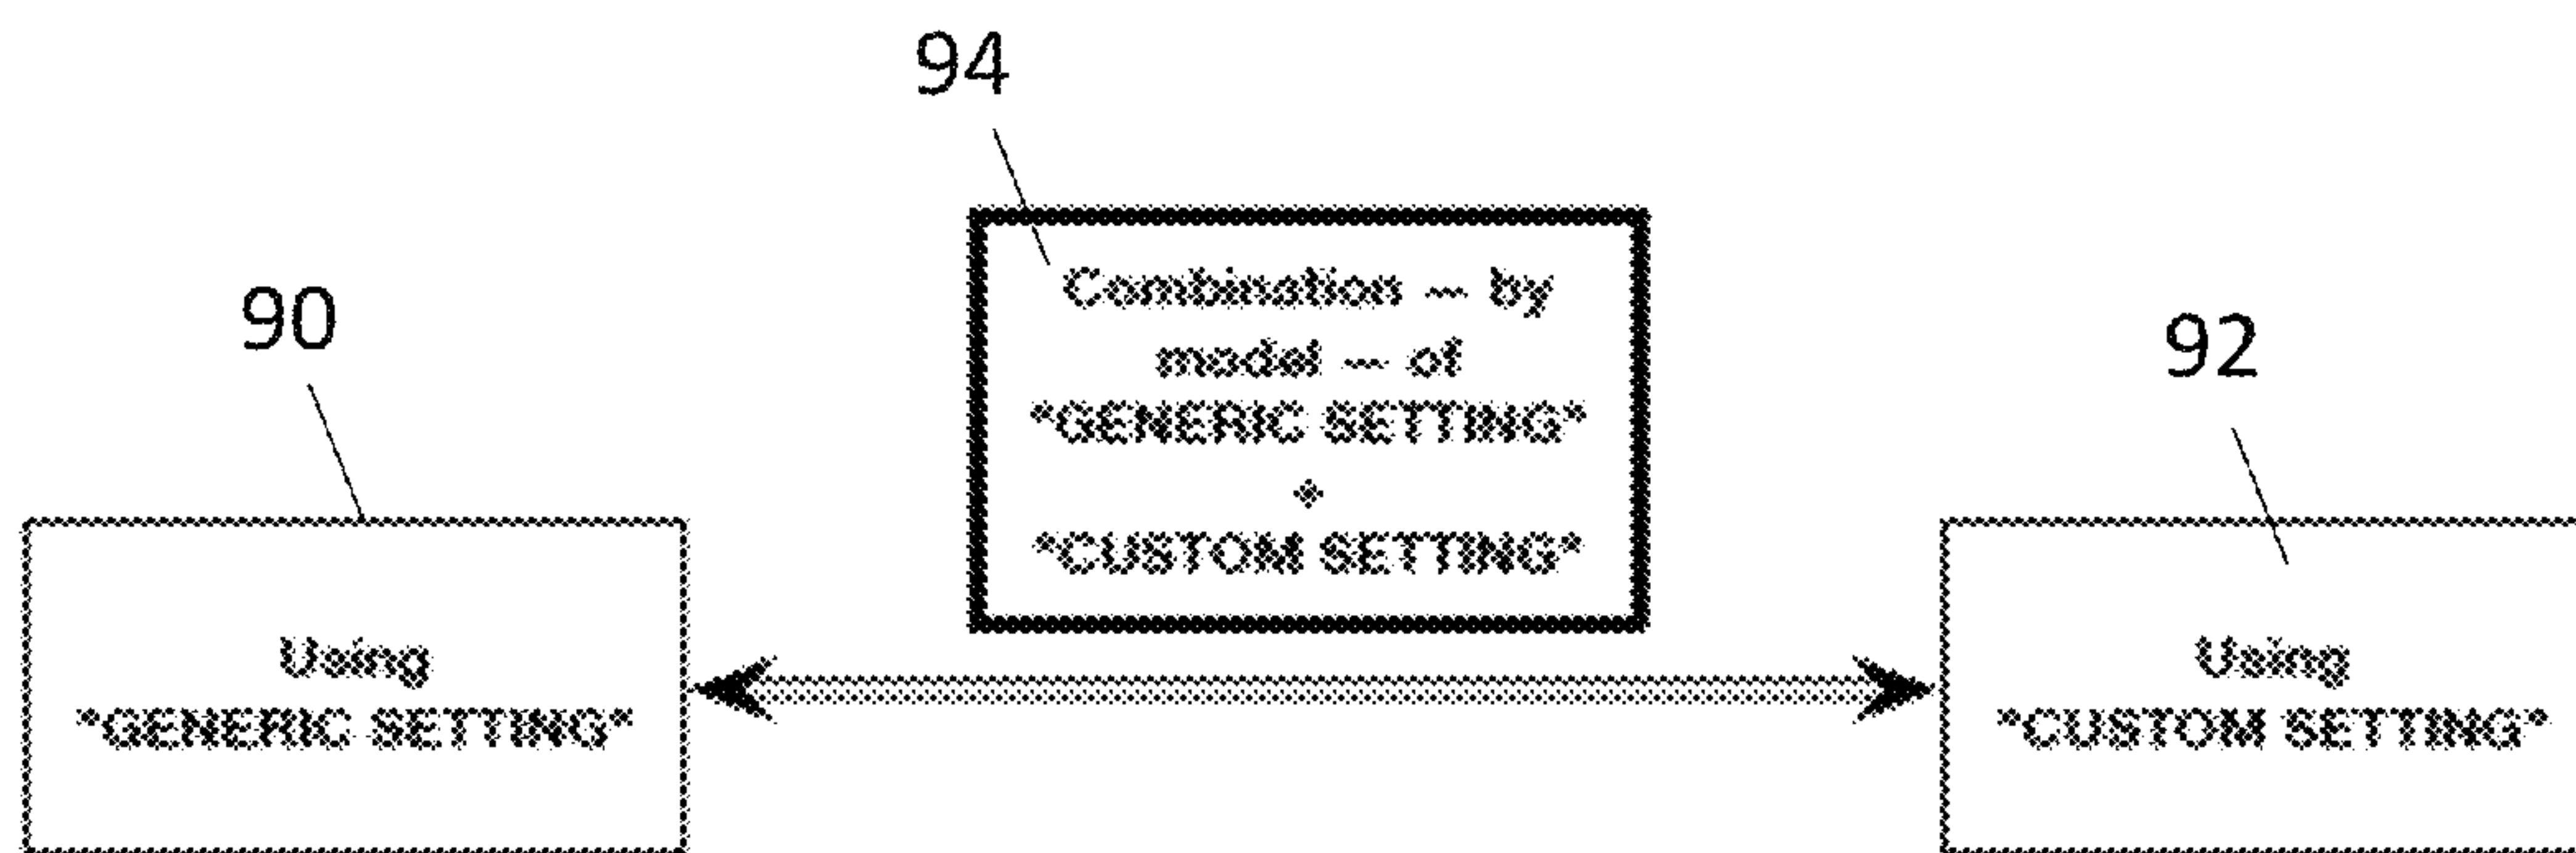 94
Combination – by
model – of
"GENERIC SETTING"
+
"CUSTOM SETTING"
90
Using
"GENERIC SETTING"
92
Using
"CUSTOM SETTING"